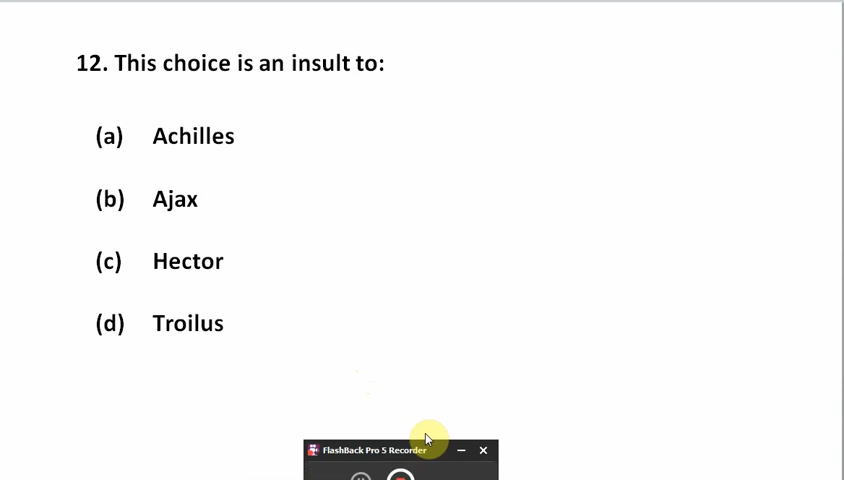 12. This choice is an insult to:
(a) Achilles
(b) Ajax
(c) Hector
(d) Troilus
FlashBack Pro 5 Recorder